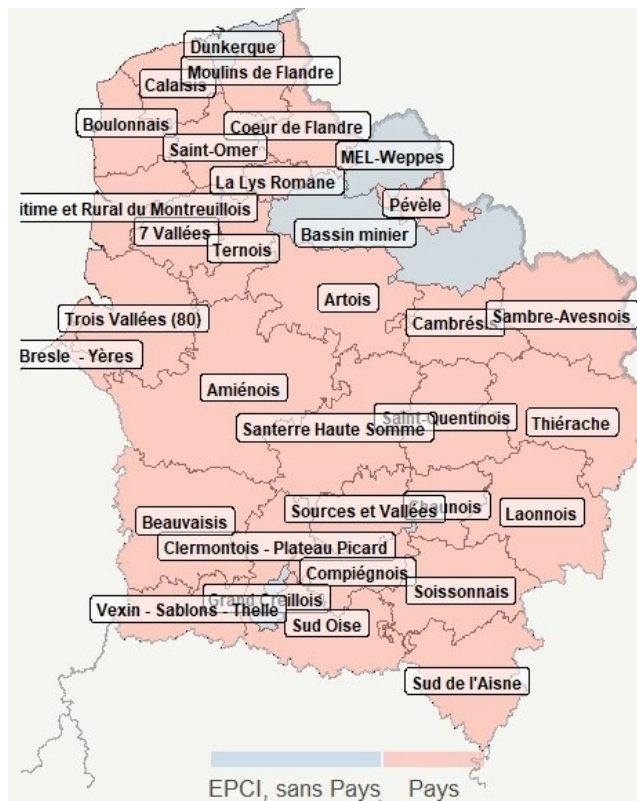 Dunkerque
Moulins de Flandre
Calaisis
Boulonnais
Coeur de Flandre
Saint-Omer
MEL-Weppes
La Lys Romane
Pévèle
itime et Rural du Montreuillois
7 Vallées
Bassin minier
Ternois
Artois
Trois Vallées (80)
Cambrésis
Sambre-Avesnois
Bresle - Yères
Amiénois
Saint-Quentinois
Santerre Haute Somme
Thiérache
Sources et Vallées
Chaunois
Laonnois
Beauvaisis
Clermontois - Plateau Picard
Compiégnois
Soissonnais
Grand Creillois
Vexin - Sablons - Thelle
Sud Oise
Sud de l'Aisne
EPCI, sans Pays
Pays